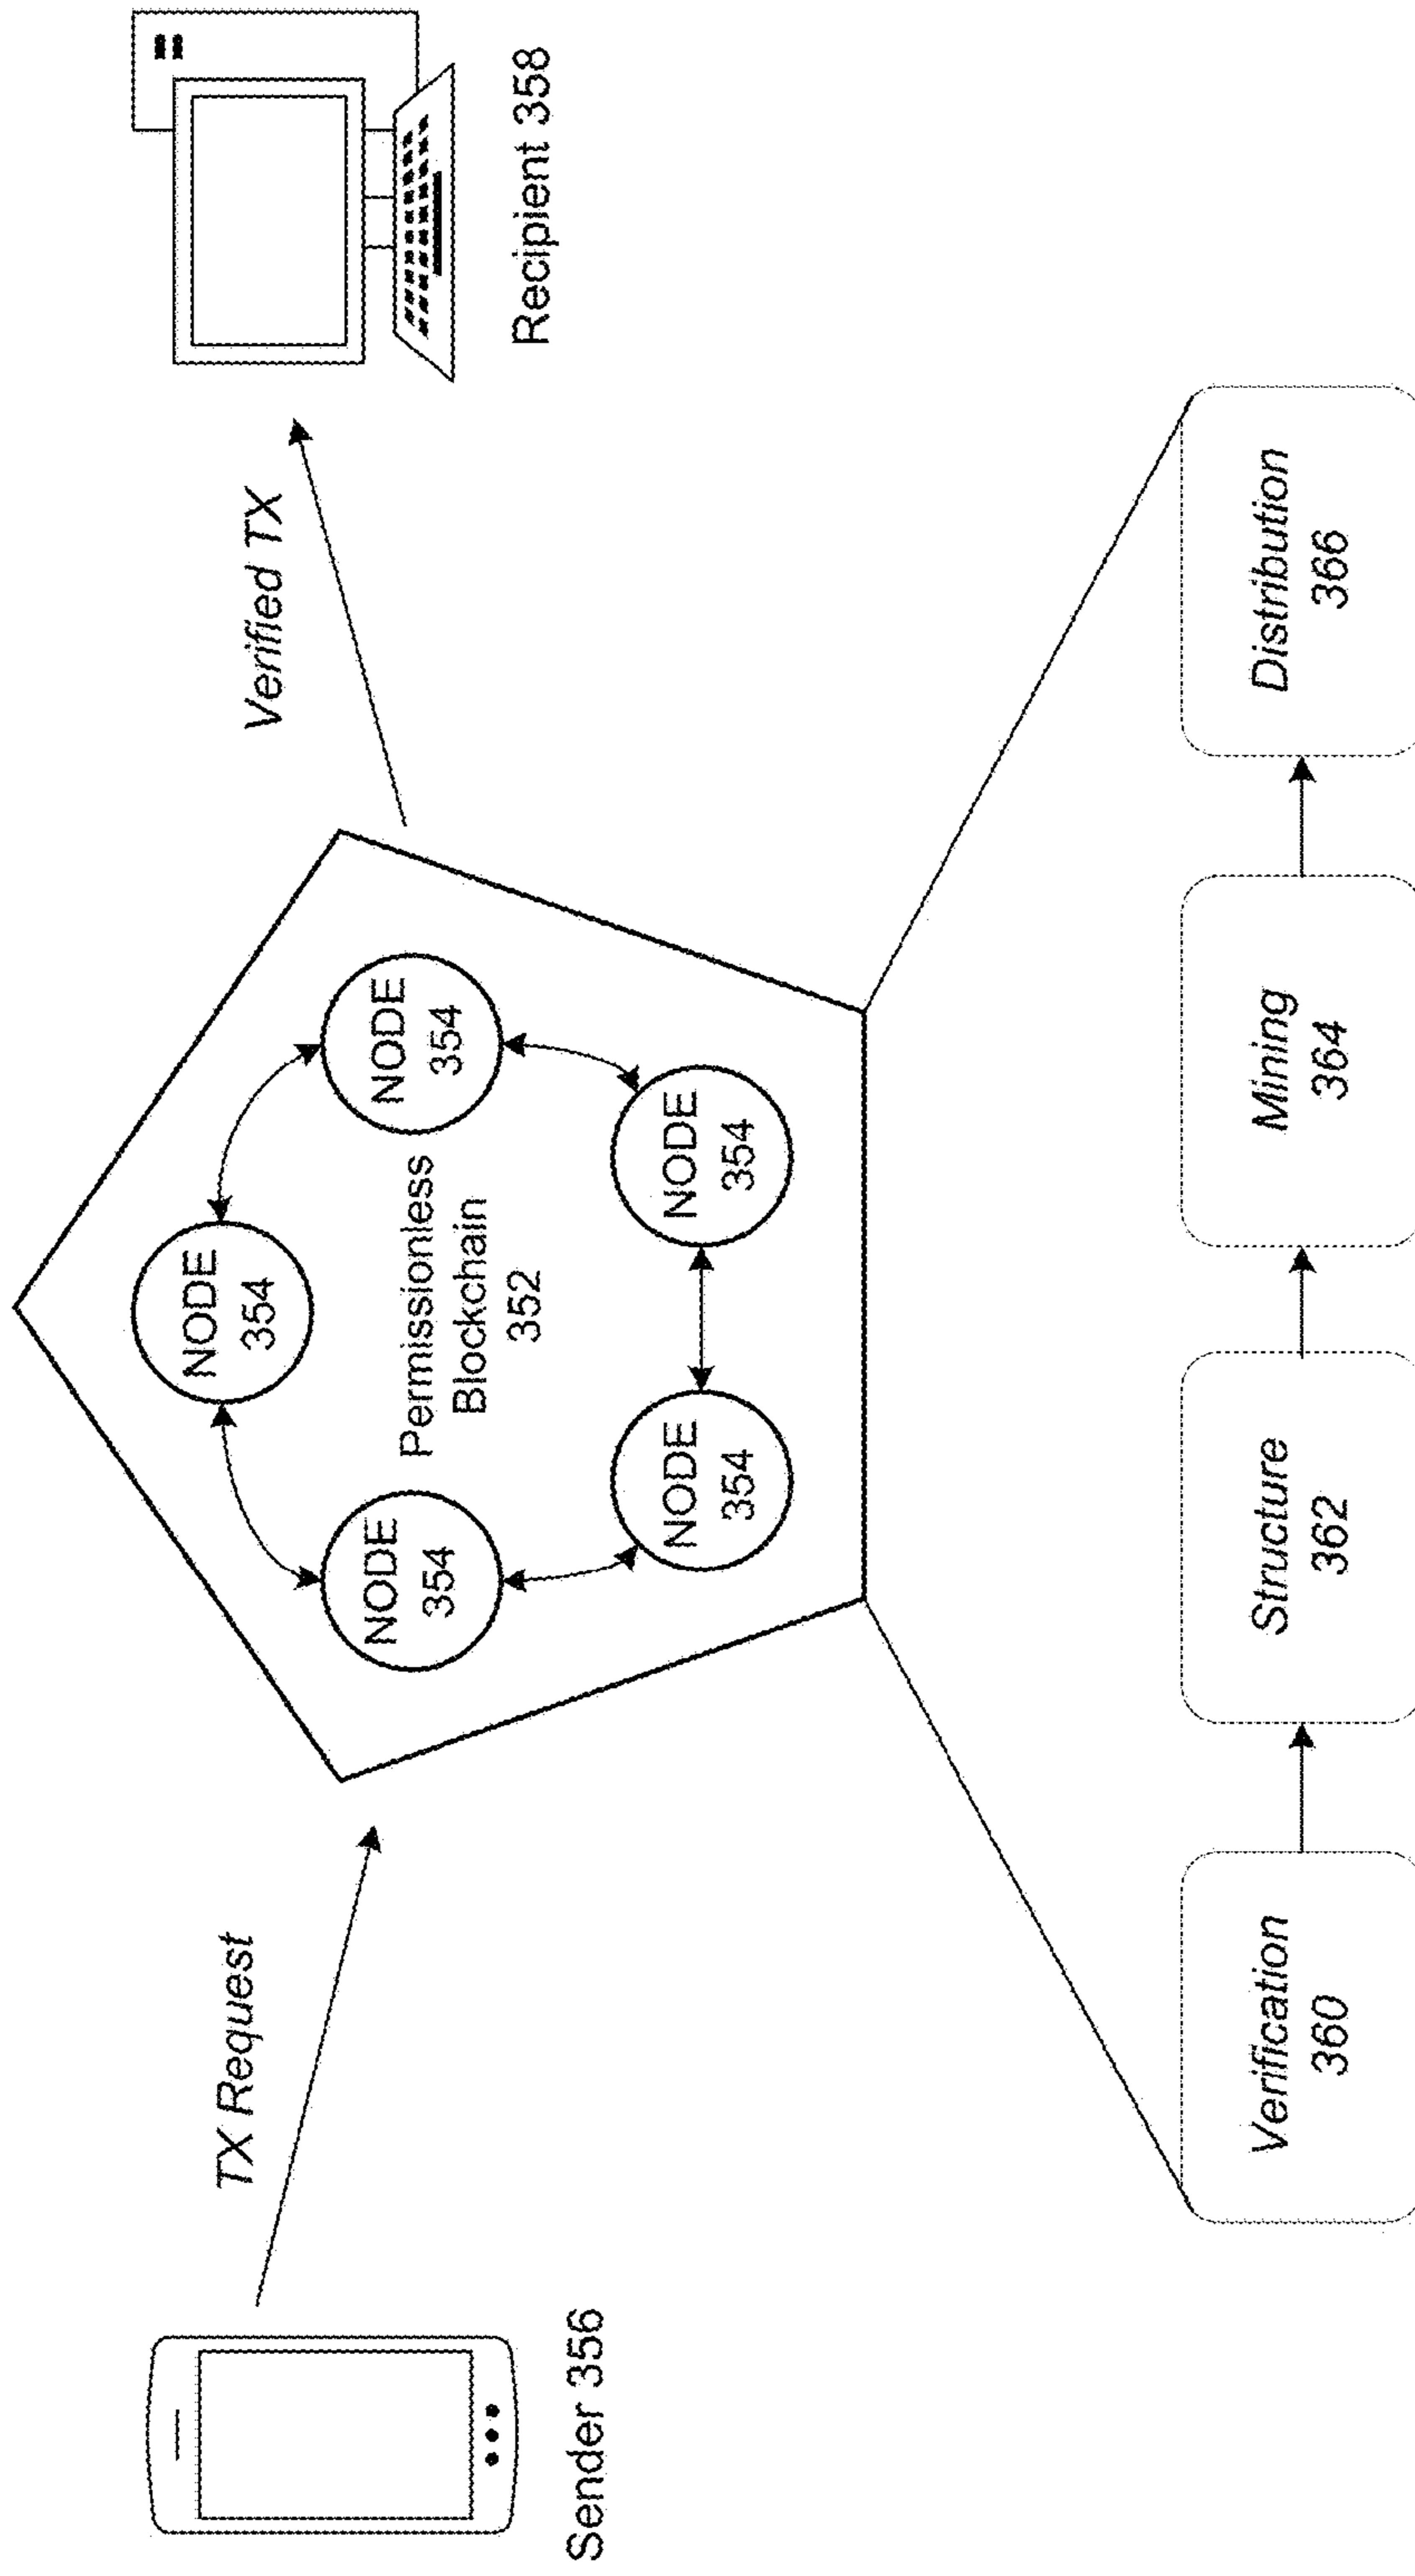 TX Request
Sender 356
NODE
354
NODE
354
NODE
354
Permissionless
Blockchain
352
NODE
354
NODE
354
Verified TX
Recipient 358
Verification
360
Structure
362
Mining
364
Distribution
366